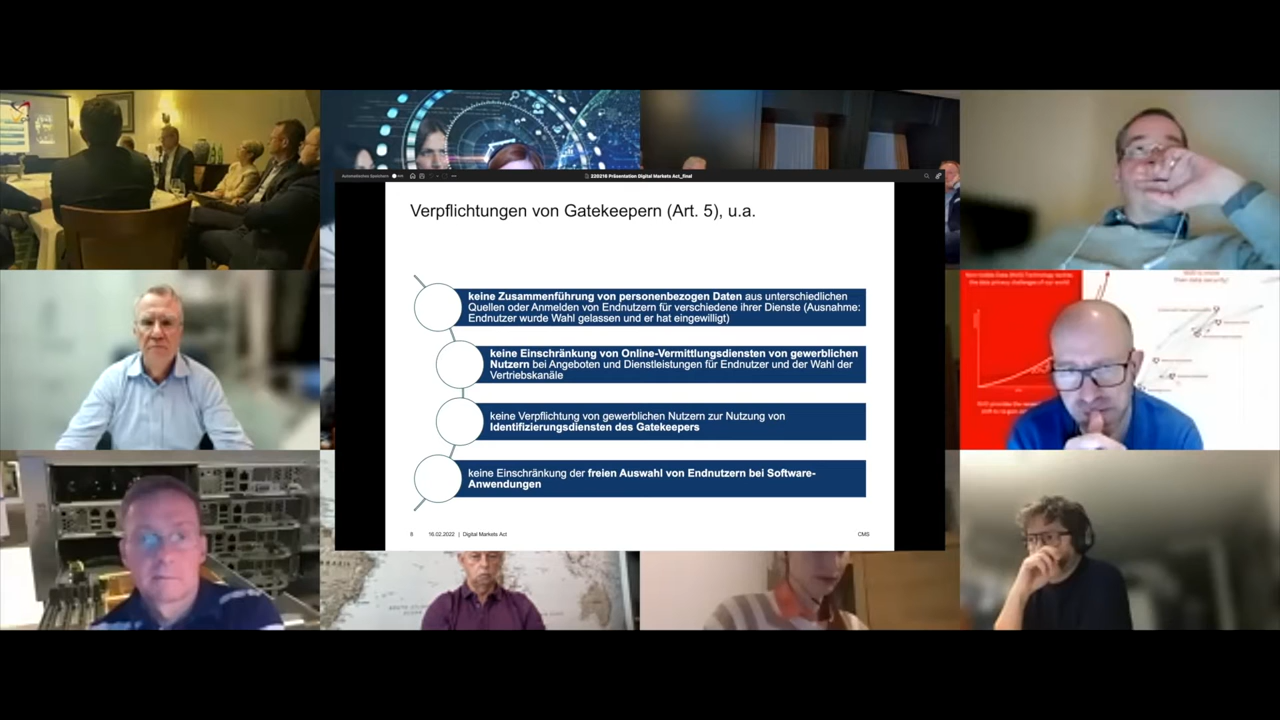 Automatisches Speichern
220216 Präsentation Digital Markets Act_final
Verpflichtungen von Gatekeepern (Art. 5), u.a.
keine Zusammenführung von personenbezogen Daten aus unterschiedlichen
Quellen oder Anmelden von Endnutzern für verschiedene ihrer Dienste (Ausnahme:
Endnutzer wurde Wahl gelassen und er hat eingewilligt)
keine Einschränkung von Online-Vermittlungsdiensten von gewerblichen
Nutzern bei Angeboten und Dienstleistungen für Endnutzer und der Wahl der
Vertriebskanäle
keine Verpflichtung von gewerblichen Nutzern zur Nutzung von
Identifizierungsdiensten des Gatekeepers
keine Einschränkung der freien Auswahl von Endnutzern bei Software-
Anwendungen
8 16.02.2022 | Digital Markets Act CMS